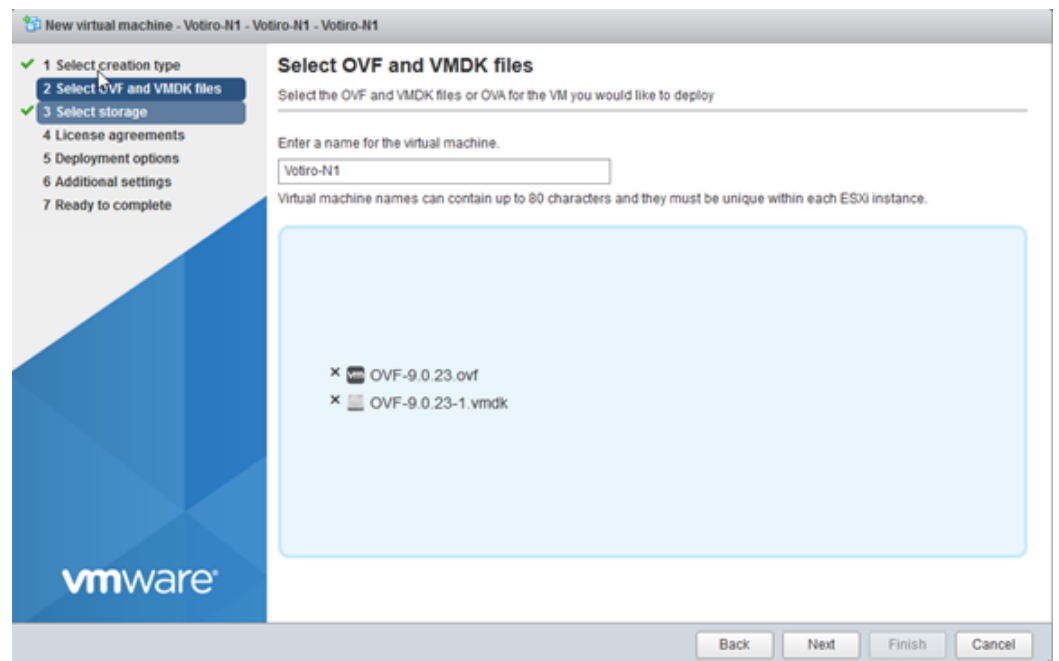 New virtual machine - Votiro-N1 - Votiro-N1 - Votiro-N1
1 Select creation type
2 Select OVF and VMDK files
3 Select storage
4 License agreements
5 Deployment options
6 Additional settings
7 Ready to complete
Select OVF and VMDK files
Select the OVF and VMDK files or OVA for the VM you would like to deploy
Enter a name for the virtual machine.
Votiro-N1
Virtual machine names can contain up to 80 characters and they must be unique within each ESXi instance.
× vm OVF-9.0.23.ovf
× OVF-9.0.23-1.vmdk
vmware®
Back Next Finish Cancel